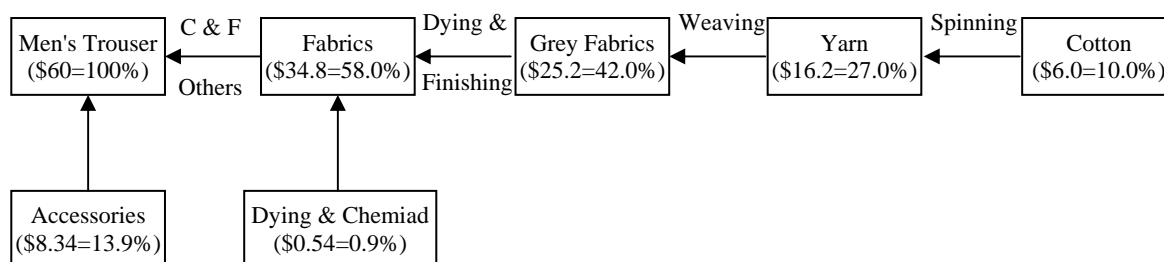 Men's Trouser
($60=100%)
C & F
Others
Fabrics
($34.8=58.0%)
Dying &
Finishing
Grey Fabrics
($25.2=42.0%)
Weaving
Yarn
($16.2=27.0%)
Spinning
Cotton
($6.0=10.0%)
Accessories
($8.34=13.9%)
Dying & Chemiad
($0.54=0.9%)